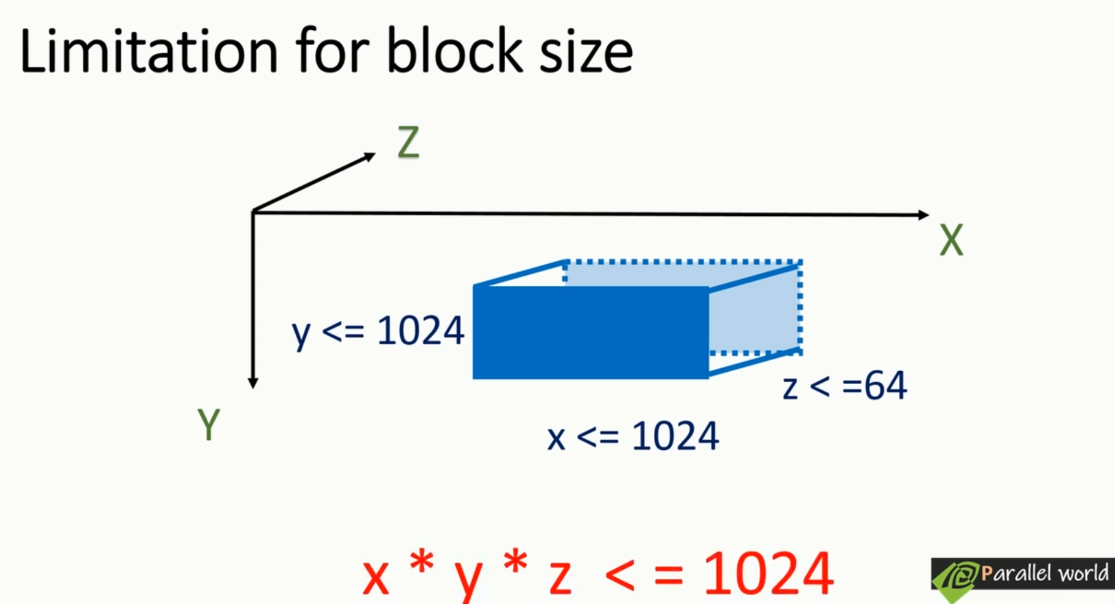 Limitation for block size
Z
X
y <= 1024
z < =64
Y
x <= 1024
x * y * z < = 1024
Parallel world